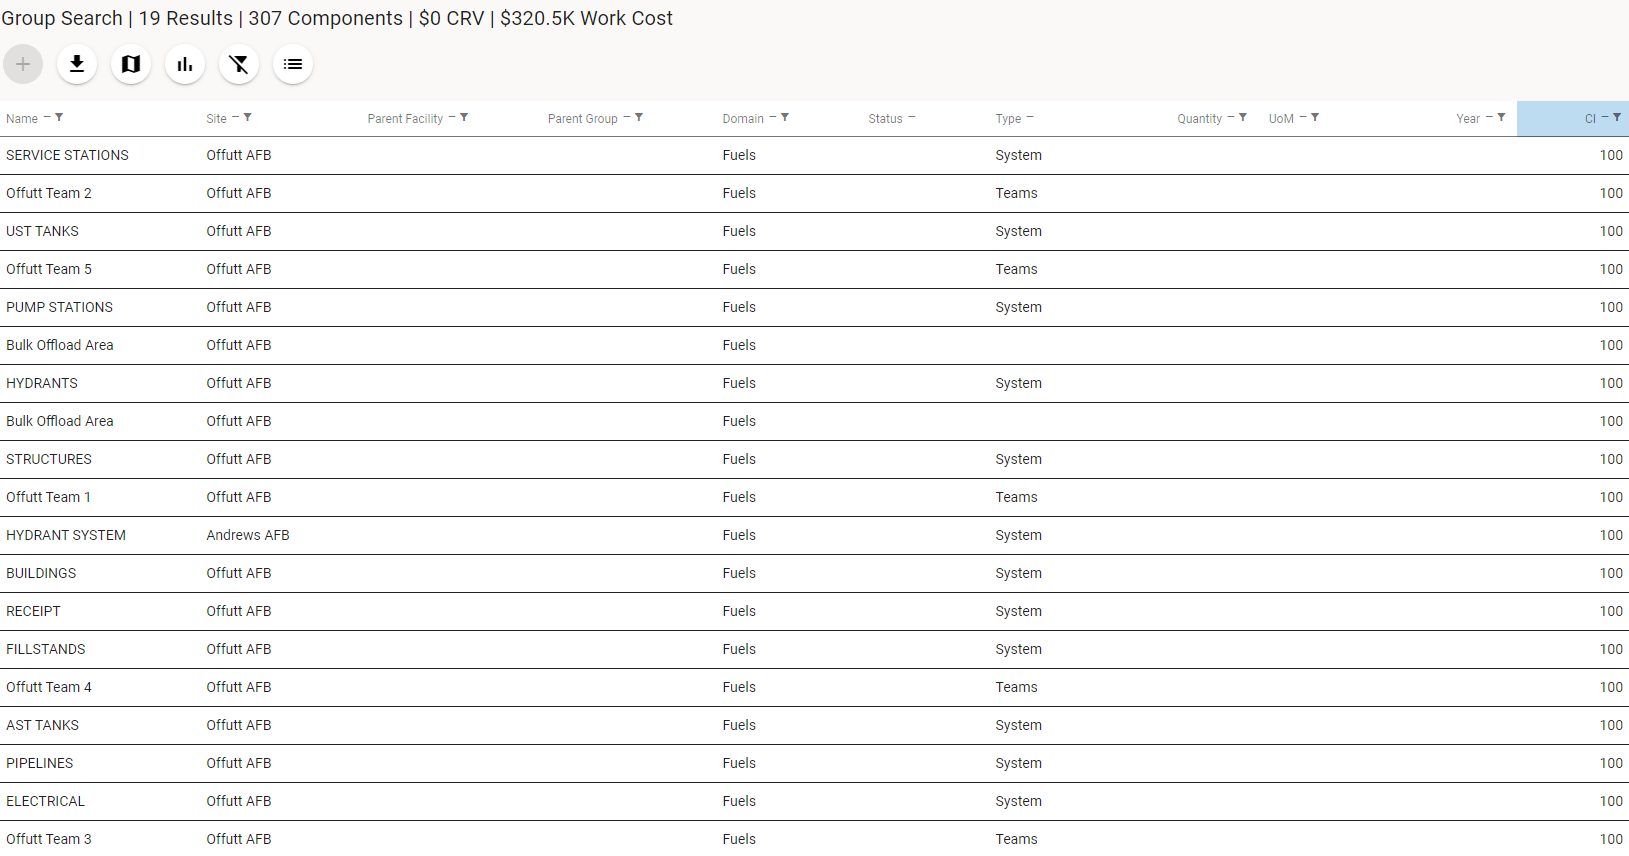 Group Search | 19 Results | 307 Components | $0 CRV | $320.5K Work Cost
Name Site Parent Facility Parent Group Domain Status Type Quantity UoM Year CI
SERVICE STATIONS Offutt AFB Fuels System 100
Offutt Team 2 Offutt AFB Fuels Teams 100
UST TANKS Offutt AFB Fuels System 100
Offutt Team 5 Offutt AFB Fuels Teams 100
PUMP STATIONS Offutt AFB Fuels System 100
Bulk Offload Area Offutt AFB Fuels 100
HYDRANTS Offutt AFB Fuels System 100
Bulk Offload Area Offutt AFB Fuels 100
STRUCTURES Offutt AFB Fuels System 100
Offutt Team 1 Offutt AFB Fuels Teams 100
HYDRANT SYSTEM Andrews AFB Fuels System 100
BUILDINGS Offutt AFB Fuels System 100
RECEIPT Offutt AFB Fuels System 100
FILLSTANDS Offutt AFB Fuels System 100
Offutt Team 4 Offutt AFB Fuels Teams 100
AST TANKS Offutt AFB Fuels System 100
PIPELINES Offutt AFB Fuels System 100
ELECTRICAL Offutt AFB Fuels System 100
Offutt Team 3 Offutt AFB Fuels Teams 100